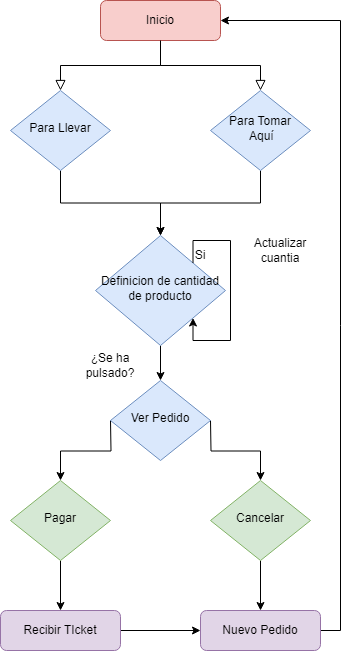 Inicio
Para Llevar
Para Tomar
Aquí
Si
Actualizar
cuantia
Definicion de cantidad
de producto
¿Se ha
pulsado?
Ver Pedido
Pagar
Cancelar
Recibir TIcket
Nuevo Pedido